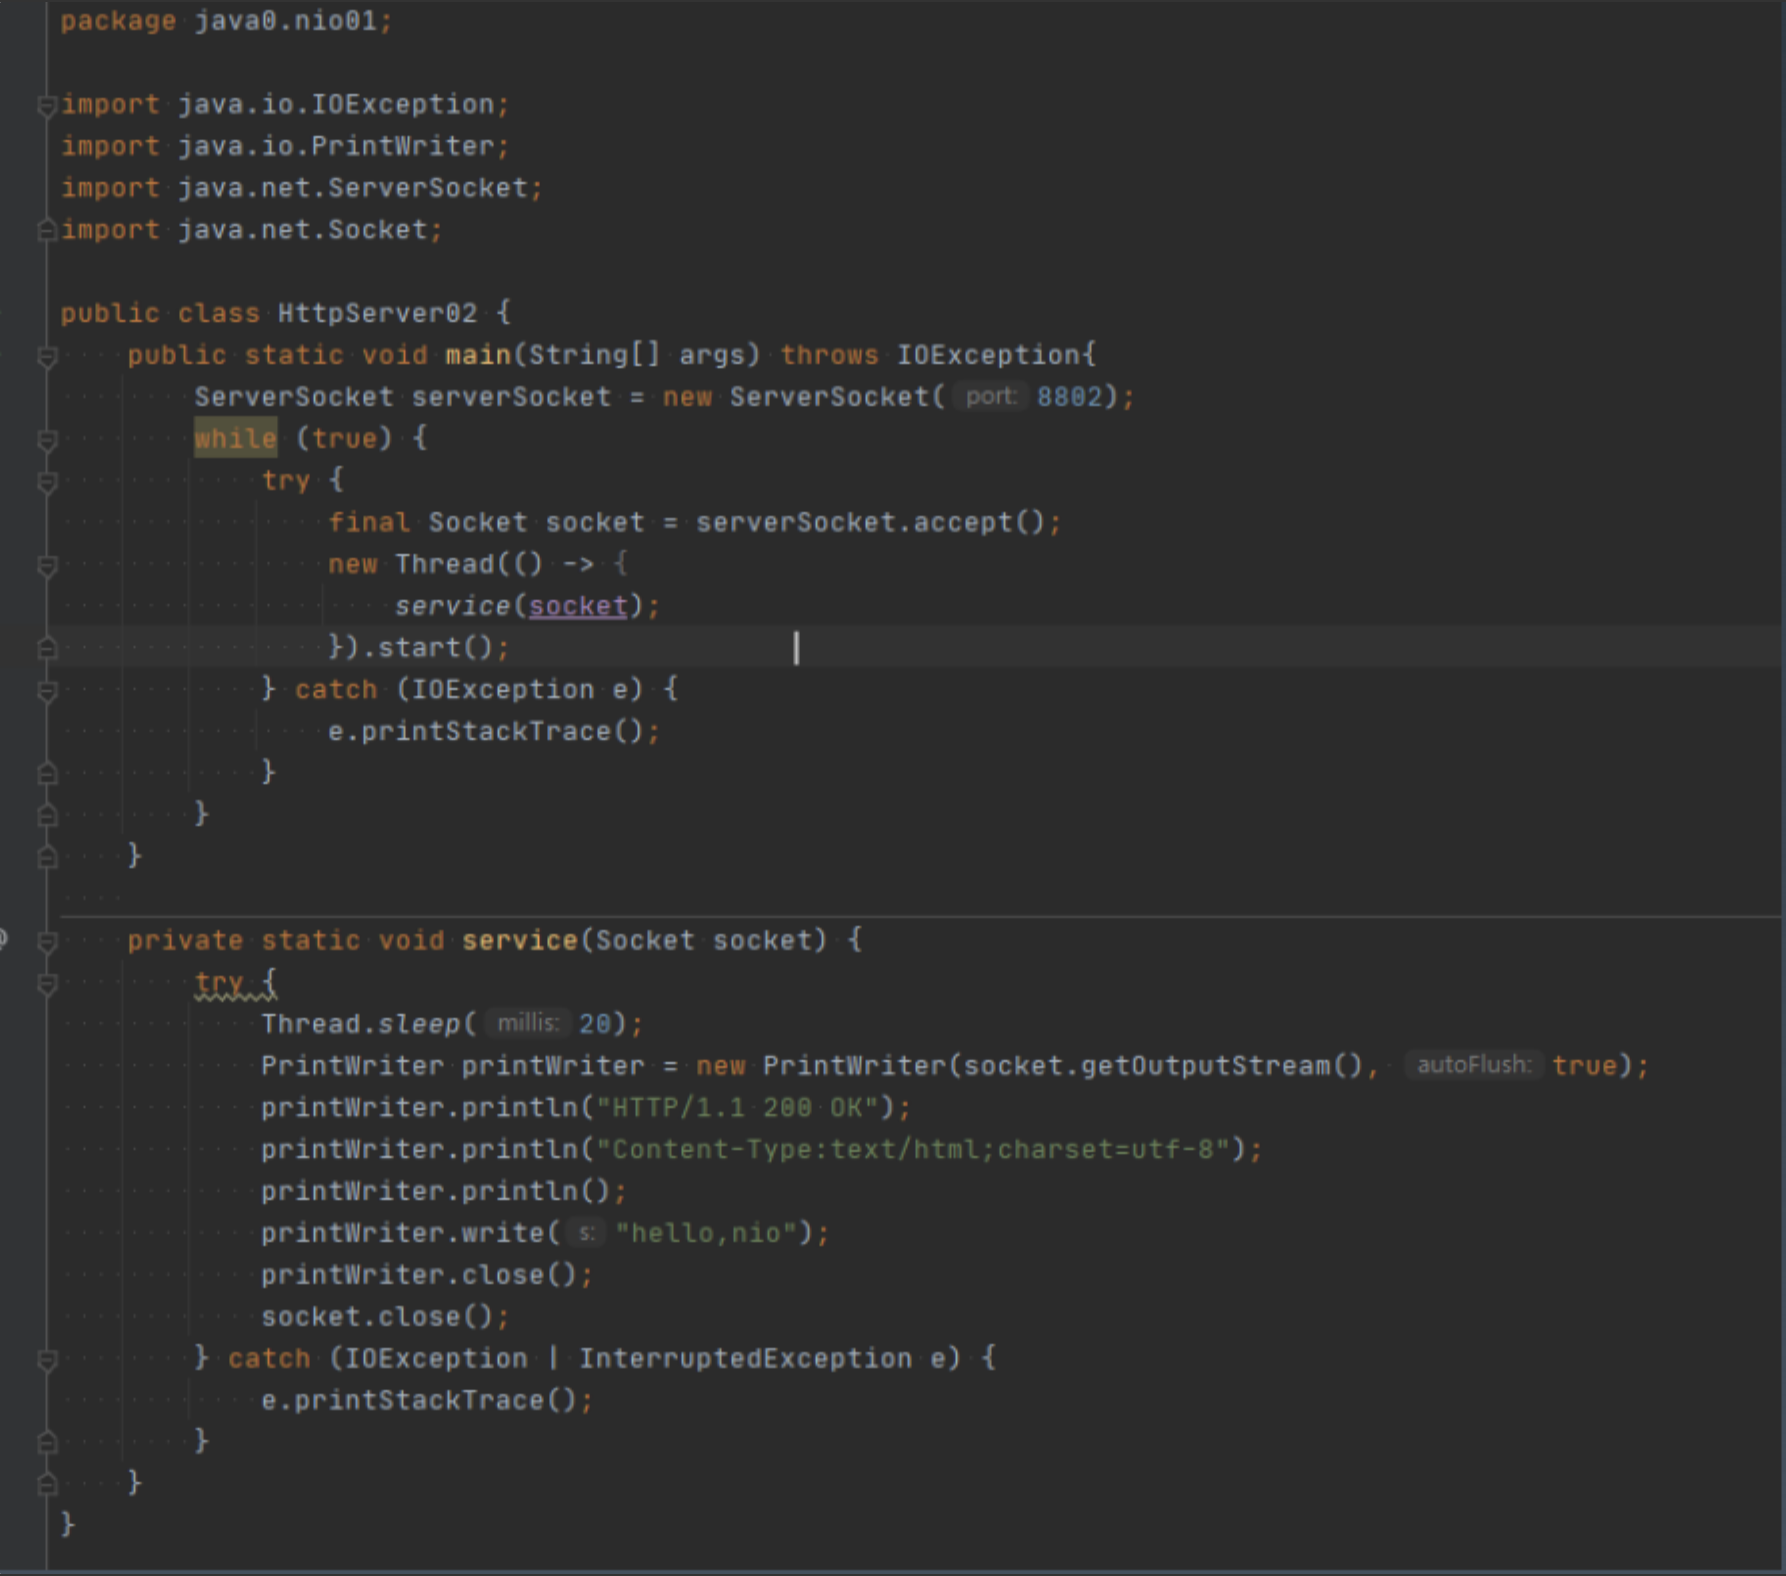 package java0.nio01;
import java.io.IOException;
import java.io.PrintWriter;
import java.net.ServerSocket;
import java.net.Socket;
public class HttpServer02 {
public static void main(String[] args) throws IOException{
ServerSocket serverSocket = new ServerSocket( port: 8802);
while (true) {
try {
final Socket socket = serverSocket.accept();
new Thread(() -> {
service(socket);
}).start();
} catch (IOException e) {
e.printStackTrace();
}
}
}
private static void service(Socket socket) {
try {
Thread.sleep( millis: 20);
PrintWriter printWriter = new PrintWriter(socket.getOutputStream(), autoFlush: true);
printWriter.println("HTTP/1.1 200 OK");
printWriter.println("Content-Type:text/html;charset=utf-8");
printWriter.println();
printWriter.write( s: "hello,nio");
printWriter.close();
socket.close();
} catch (IOException | InterruptedException e) {
e.printStackTrace();
}
}
}